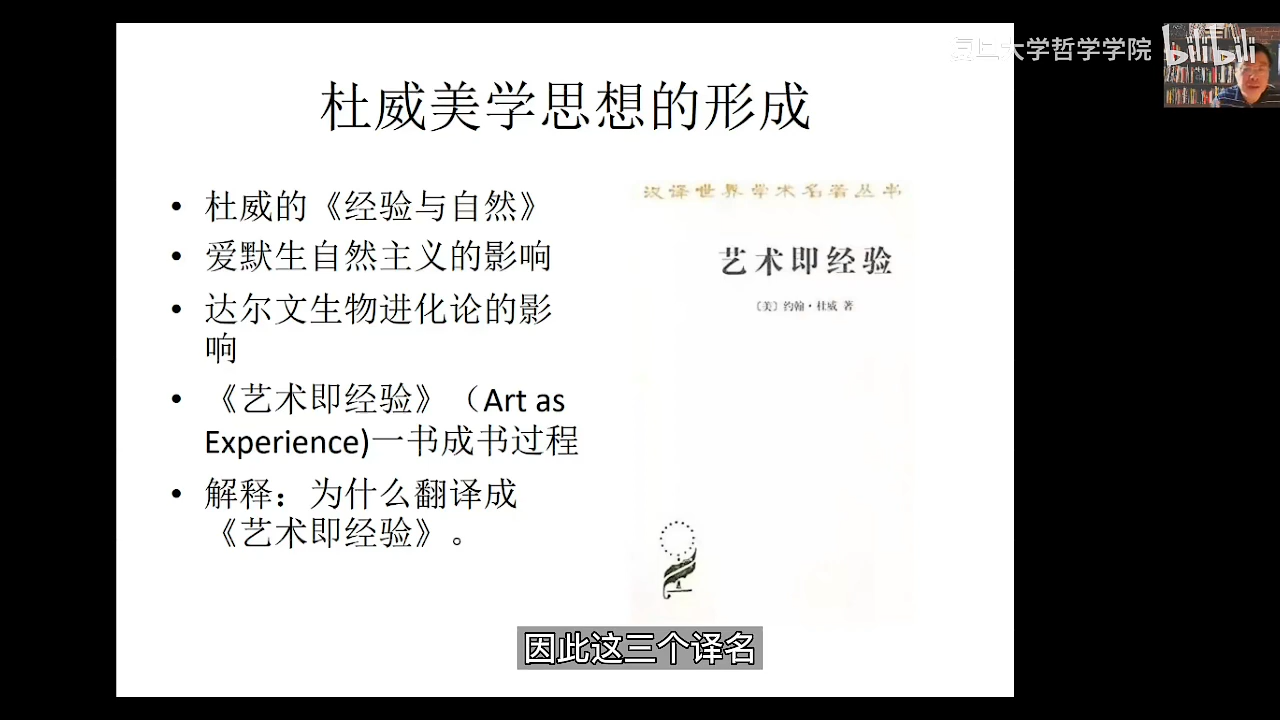 大学哲学学院
bilibili
杜威美学思想的形成
• 杜威的《经验与自然》
• 爱默生自然主义的影响
• 达尔文生物进化论的影
响
• 《艺术即经验》（Art as
Experience)一书成书过程
• 解释：为什么翻译成
《艺术即经验》。
汉译世界学术名著丛书
艺术即经验
〔美〕约翰·杜威 著
因此这三个译名